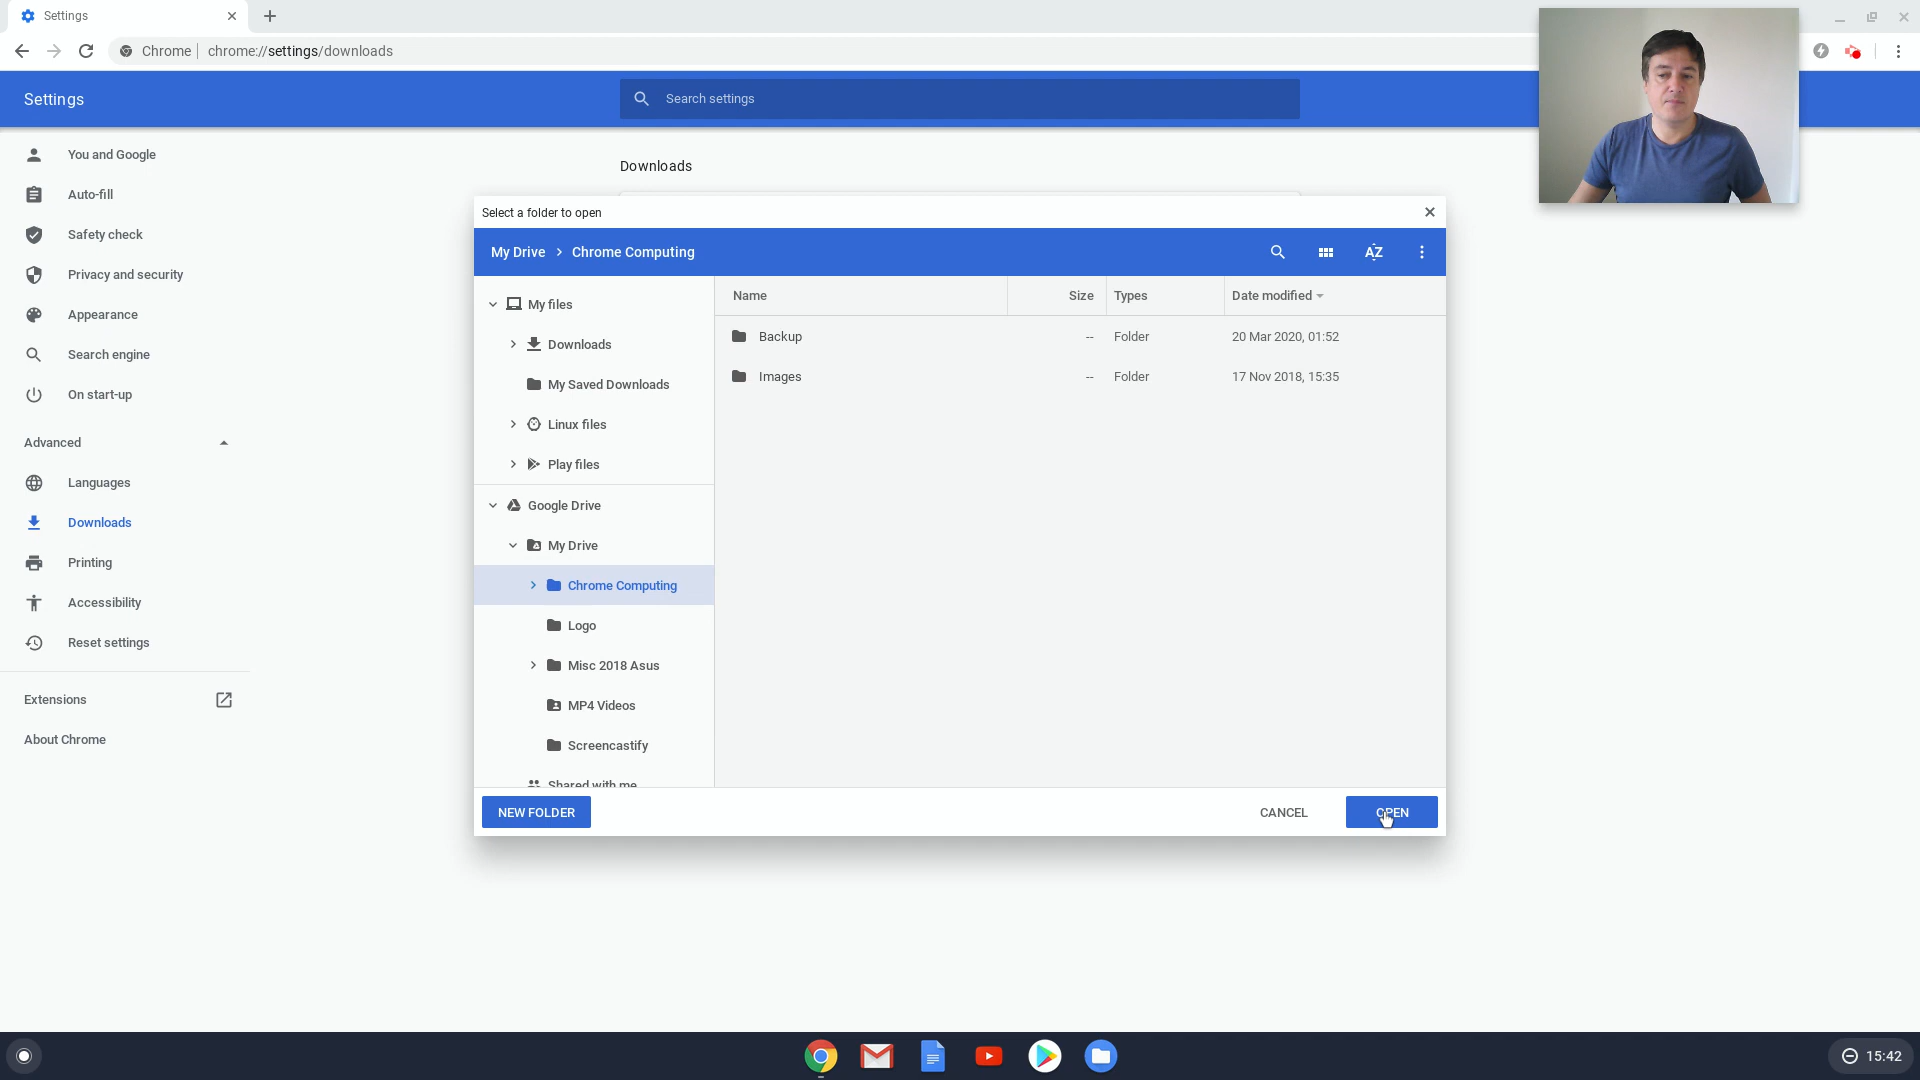 Settings
Chrome | chrome://settings/downloads
Settings
Search settings
You and Google
Auto-fill
Safety check
Privacy and security
Appearance
Search engine
On start-up
Advanced
Languages
Downloads
Printing
Accessibility
Reset settings
Extensions
About Chrome
Downloads
Select a folder to open
My Drive > Chrome Computing
AZ
My files
Downloads
My Saved Downloads
Linux files
Play files
Google Drive
My Drive
Chrome Computing
Logo
Misc 2018 Asus
MP4 Videos
Screencastify
Shared with me
Name Size Types Date modified
Backup -- Folder 20 Mar 2020, 01:52
Images -- Folder 17 Nov 2018, 15:35
NEW FOLDER CANCEL OPEN
15:42